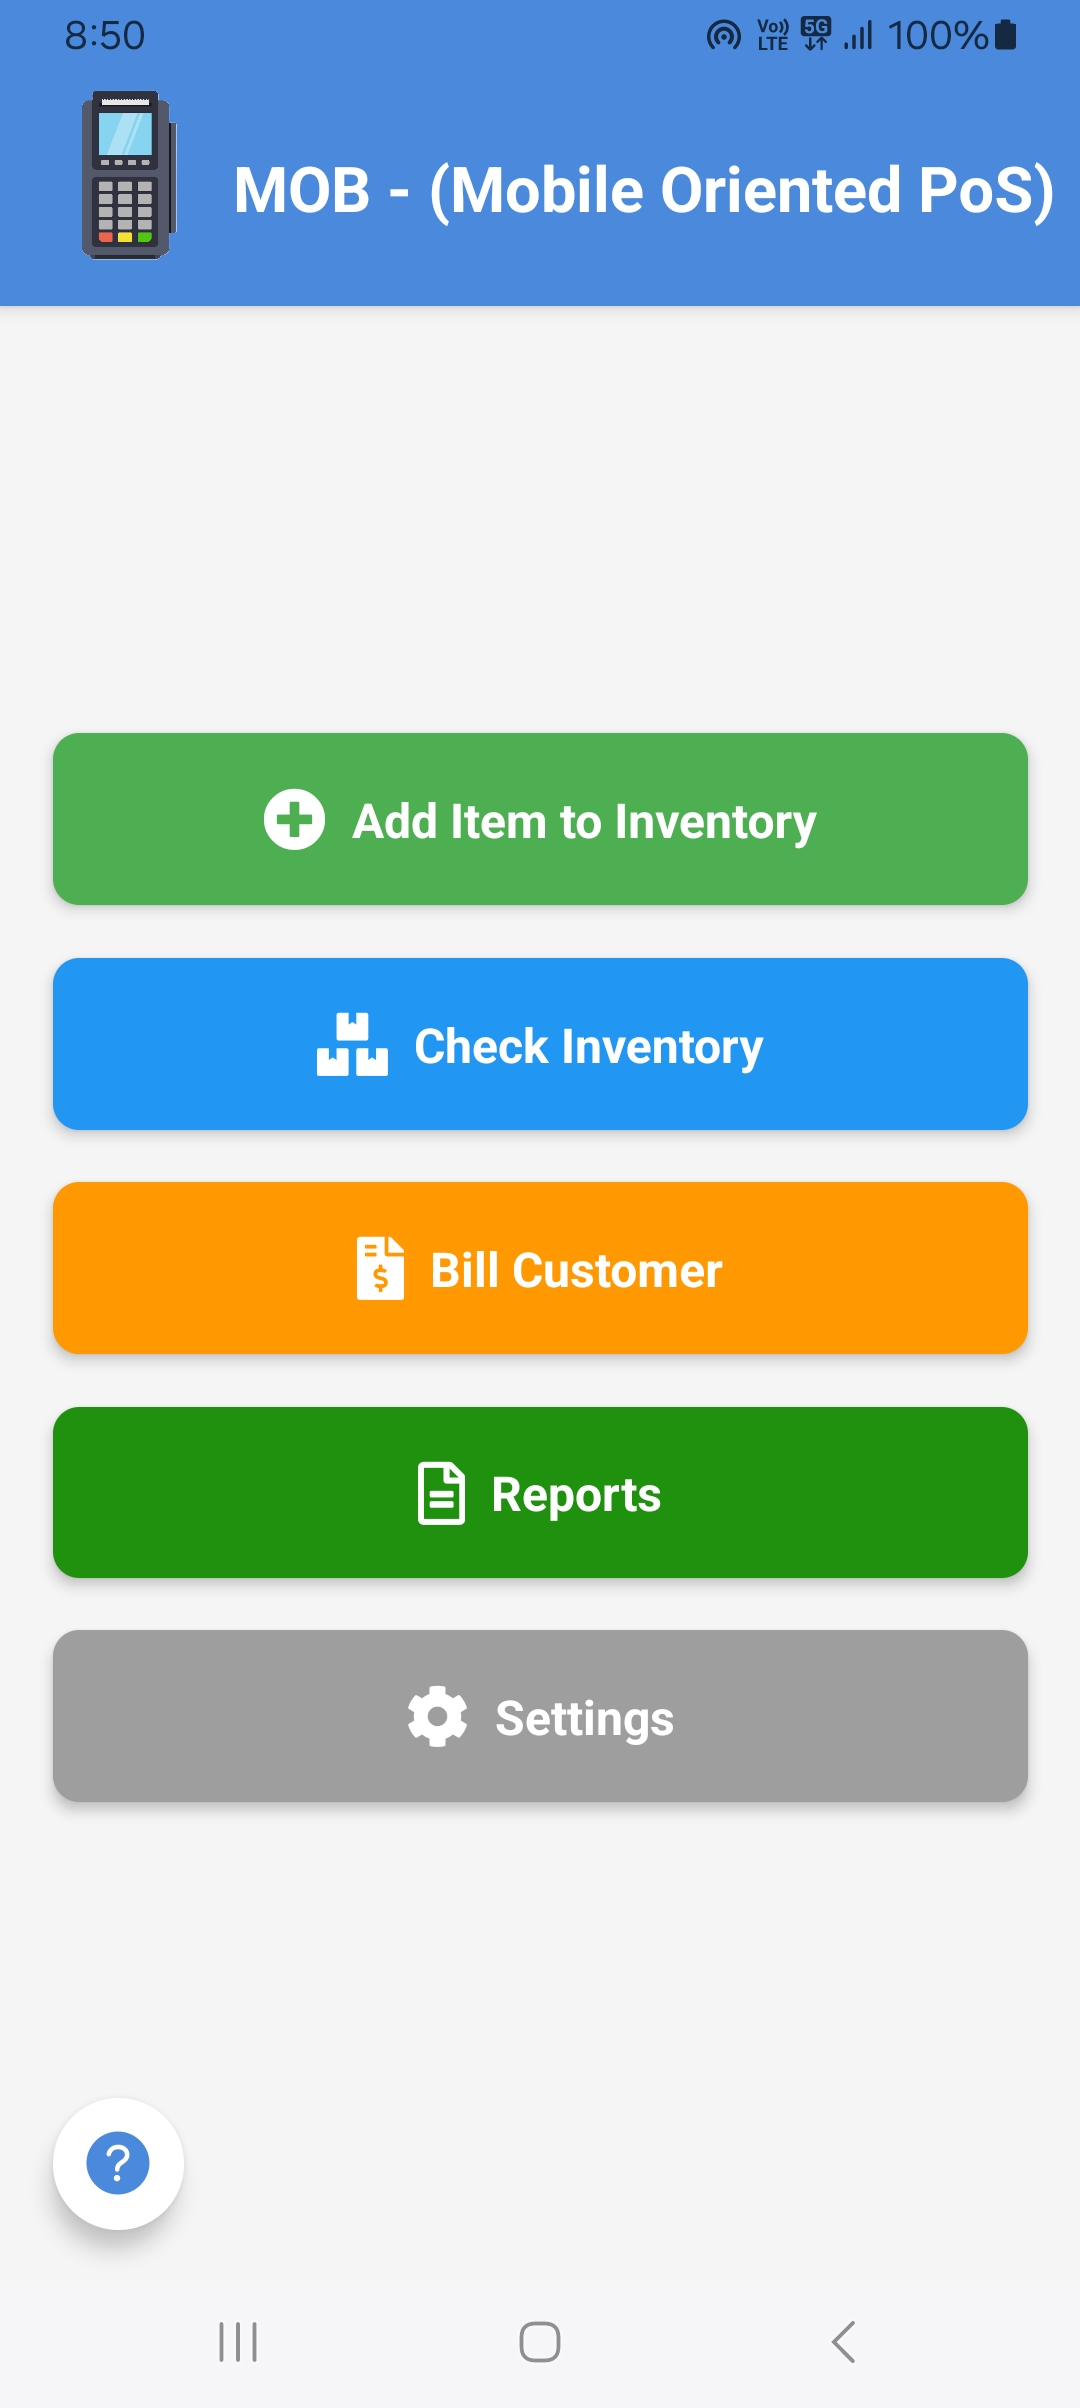 8:50
Vo)) LTE 5G 100%
MOB - (Mobile Oriented PoS)
Add Item to Inventory
Check Inventory
$ Bill Customer
Reports
Settings
?